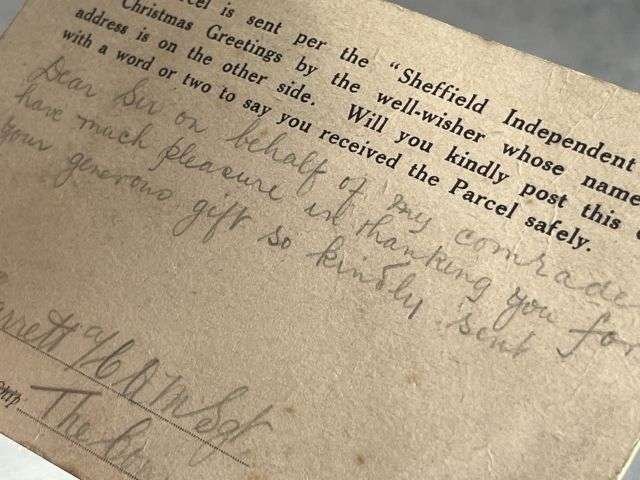 rcel is sent per the "Sheffield Independent
Christmas Greetings by the well-wisher whose name
address is on the other side. Will you kindly post this
with a word or two to say you received the Parcel safely.
Dear Sir on behalf of my comrades
have much pleasure in thanking you for
your generous gift so kindly sent
arrett
M Sgt
The